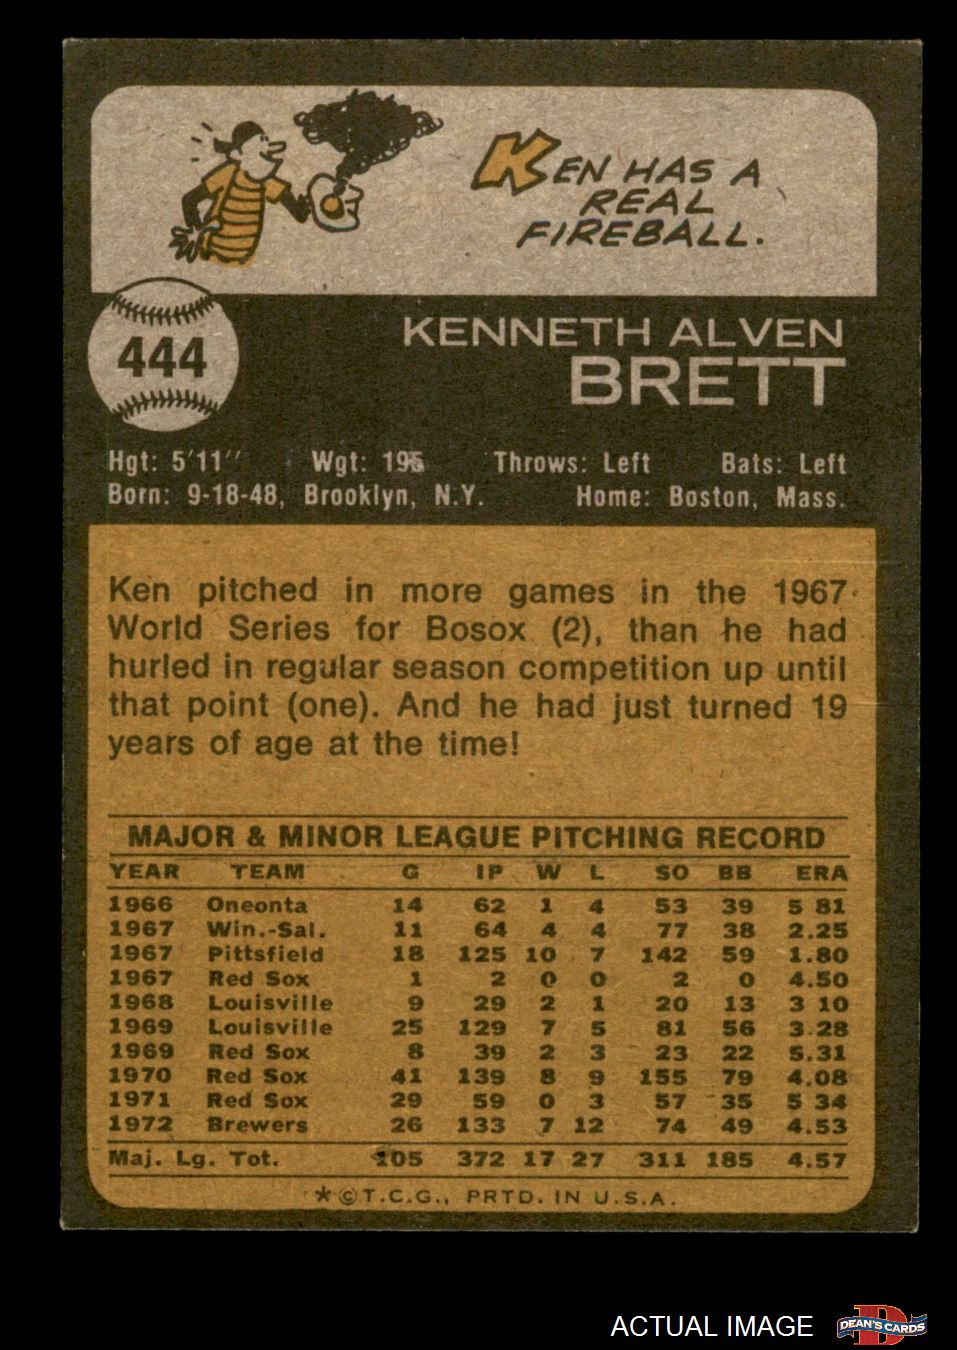 KEN HAS A
REAL
FIREBALL.
444
KENNETH ALVEN
BRETT
Hgt: 5'11" Wgt: 195 Throws: Left Bats: Left
Born: 9-18-48, Brooklyn, N.Y. Home: Boston, Mass.
Ken pitched in more games in the 1967
World Series for Bosox (2), than he had
hurled in regular season competition up until
that point (one). And he had just turned 19
years of age at the time!
MAJOR & MINOR LEAGUE PITCHING RECORD
YEAR TEAM G IP W L SO BB ERA
1966 Oneonta 14 62 1 4 53 39 5 81
1967 Win.-Sal. 11 64 4 4 77 38 2.25
1967 Pittsfield 18 125 10 7 142 59 1.80
1967 Red Sox 1 2 0 0 2 0 4.50
1968 Louisville 9 29 2 1 20 13 3 10
1969 Louisville 25 129 7 5 81 56 3.28
1969 Red Sox 8 39 2 3 23 22 5.31
1970 Red Sox 41 139 8 9 155 79 4.08
1971 Red Sox 29 59 0 3 57 35 5 34
1972 Brewers 26 133 7 12 74 49 4.53
Maj. Lg. Tot. 105 372 17 27 311 185 4.57
*©T.C.G., PRTD. IN U.S.A.
ACTUAL IMAGE
D
DEAN'S CARDS